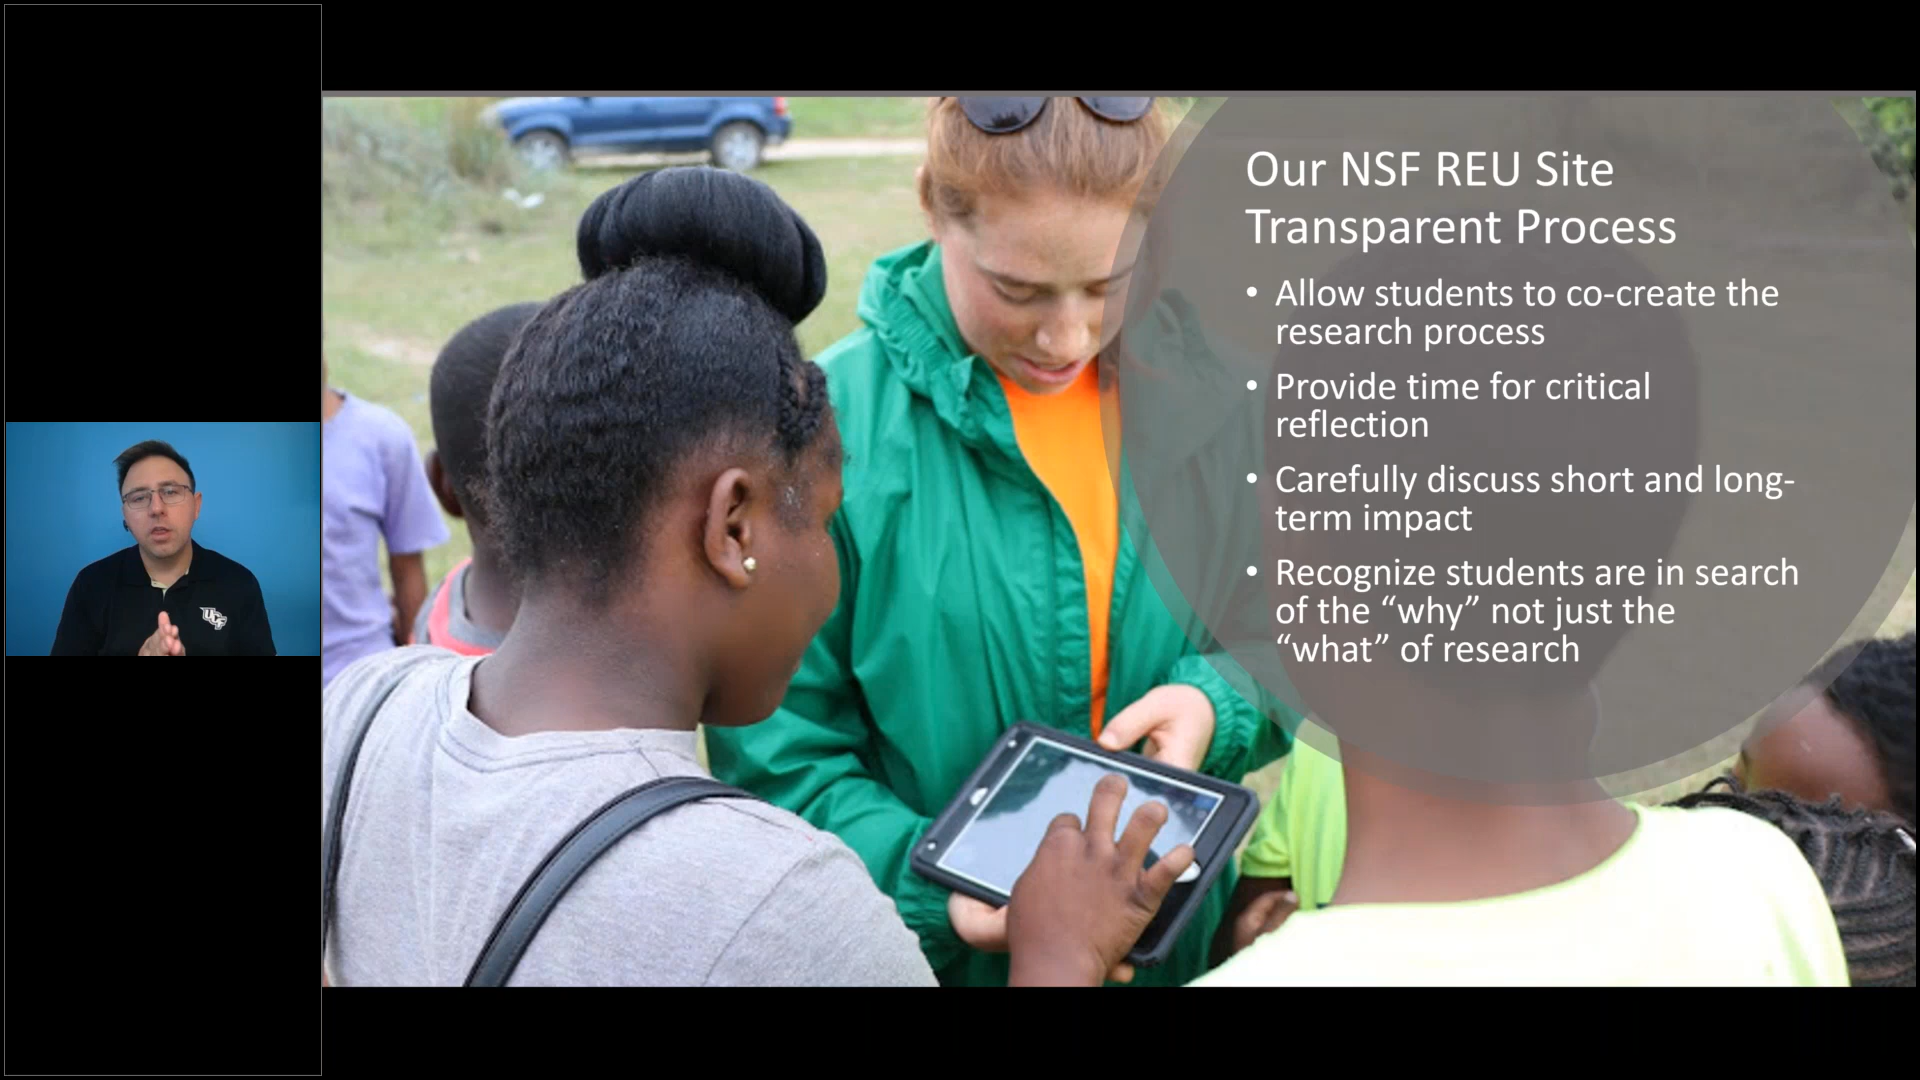 Our NSF REU Site
Transparent Process
• Allow students to co-create the
research process
• Provide time for critical
reflection
• Carefully discuss short and long-
term impact
• Recognize students are in search
of the “why” not just the
“what” of research
UCF